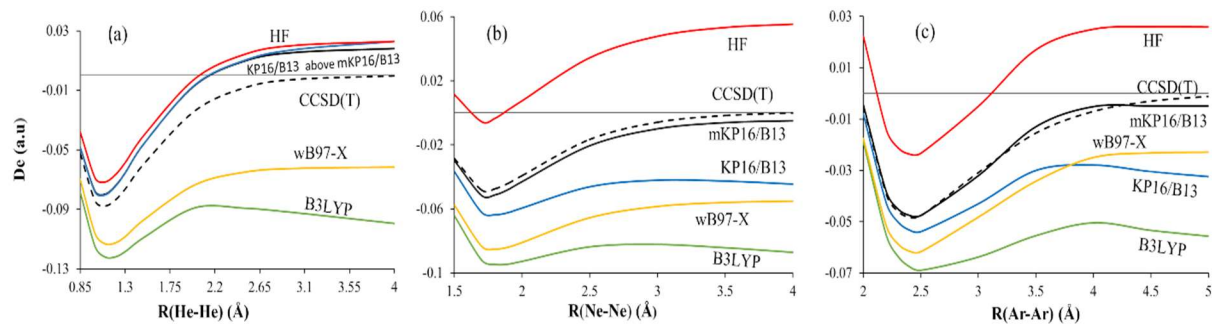 Dc (a.u)
0.03
-0.01
-0.05
-0.09
-0.13
(a)
HF
KP16/B13 above mKP16/B13
CCSD(T)
wB97-X
B3LYP
0.85 1.3 1.75 2.2 2.65 3.1 3.55 4
R(He-He) (Å)
0.06
0.02
-0.02
-0.06
-0.1
(b)
HF
CCSD(T)
mKP16/B13
KP16/B13
wB97-X
B3LYP
1.5 2 2.5 3 3.5 4
R(Ne-Ne) (Å)
0.03
0.01
-0.01
-0.03
-0.05
-0.07
(c)
HF
CCSD(T)
mKP16/B13
wB97-X
KP16/B13
B3LYP
2 2.5 3 3.5 4 4.5 5
R(Ar-Ar) (Å)